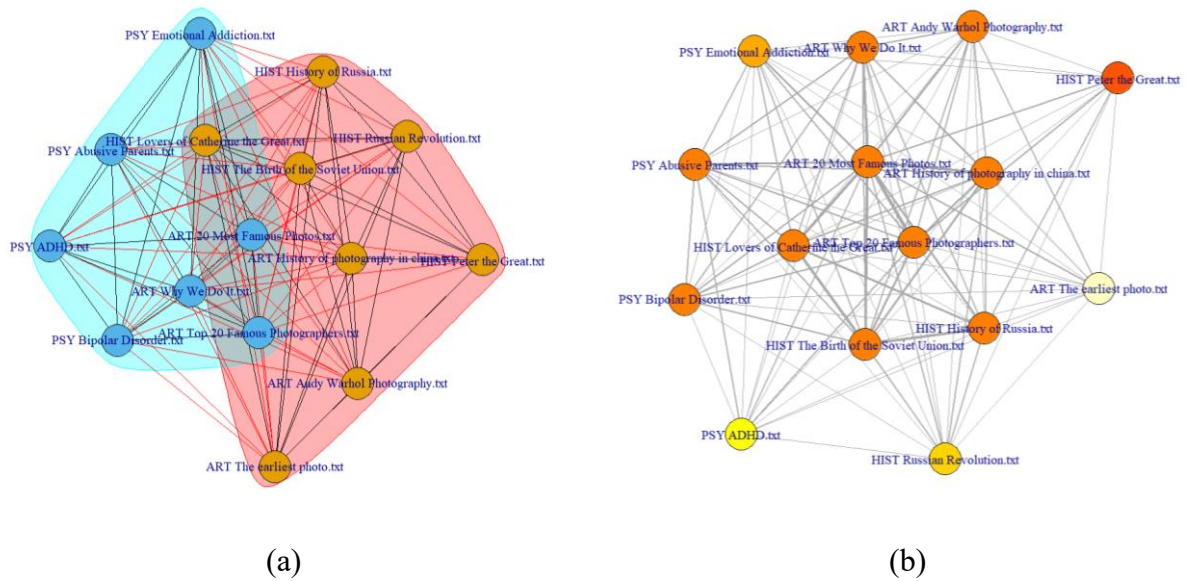 PSY Emotional Addiction.txt
HIST History of Russia.txt
HIST Lovers of Catherine the Great.txt
HIST Russian Revolution.txt
PSY Abusive Parents.txt
HIST The Birth of the Soviet Union.txt
ART 20 Most Famous Photos.txt
PSY ADHD.txt
ART History of photography in china.txt
HIST Peter the Great.txt
ART Why We Do It.txt
ART Top 20 Famous Photographers.txt
PSY Bipolar Disorder.txt
ART Andy Warhol Photography.txt
ART The earliest photo.txt
(a)
ART Andy Warhol Photography.txt
ART Why We Do It.txt
PSY Emotional Addiction.txt
HIST Peter the Great.txt
PSY Abusive Parents.txt
ART 20 Most Famous Photos.txt
ART History of photography in china.txt
HIST Lovers of Catherine the Great.txt
ART Top 20 Famous Photographers.txt
ART The earliest photo.txt
PSY Bipolar Disorder.txt
HIST History of Russia.txt
HIST The Birth of the Soviet Union.txt
PSY ADHD.txt
HIST Russian Revolution.txt
(b)